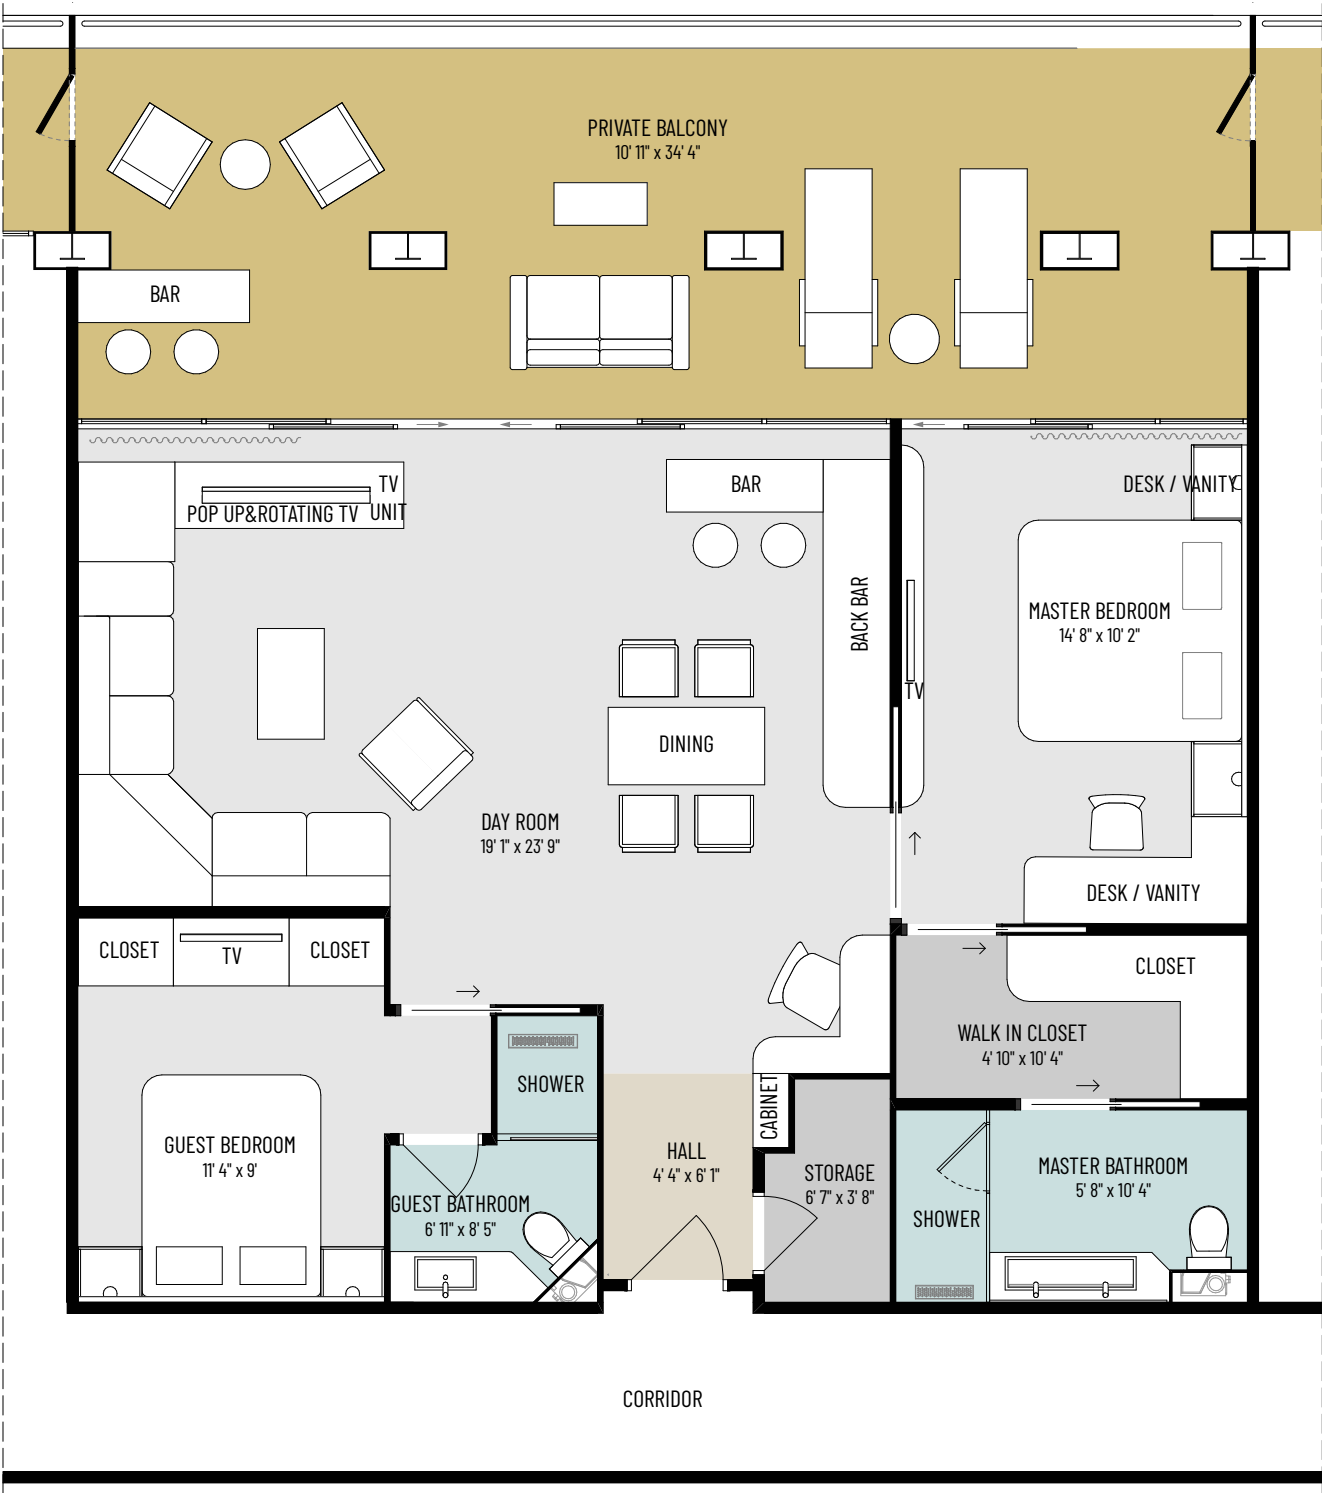 PRIVATE BALCONY
10' 11" x 34' 4"
BAR
TV
UNIT
POP UP&ROTATING TV
BAR
DESK / VANITY
BACK BAR
MASTER BEDROOM
14' 8" x 10' 2"
TV
DINING
DAY ROOM
19' 1" x 23' 9"
DESK / VANITY
CLOSET
TV
CLOSET
CLOSET
WALK IN CLOSET
4' 10" x 10' 4"
SHOWER
CABINET
GUEST BEDROOM
11' 4" x 9'
HALL
4' 4" x 6' 1"
STORAGE
6' 7" x 3' 8"
MASTER BATHROOM
5' 8" x 10' 4"
GUEST BATHROOM
6' 11" x 8' 5"
SHOWER
CORRIDOR